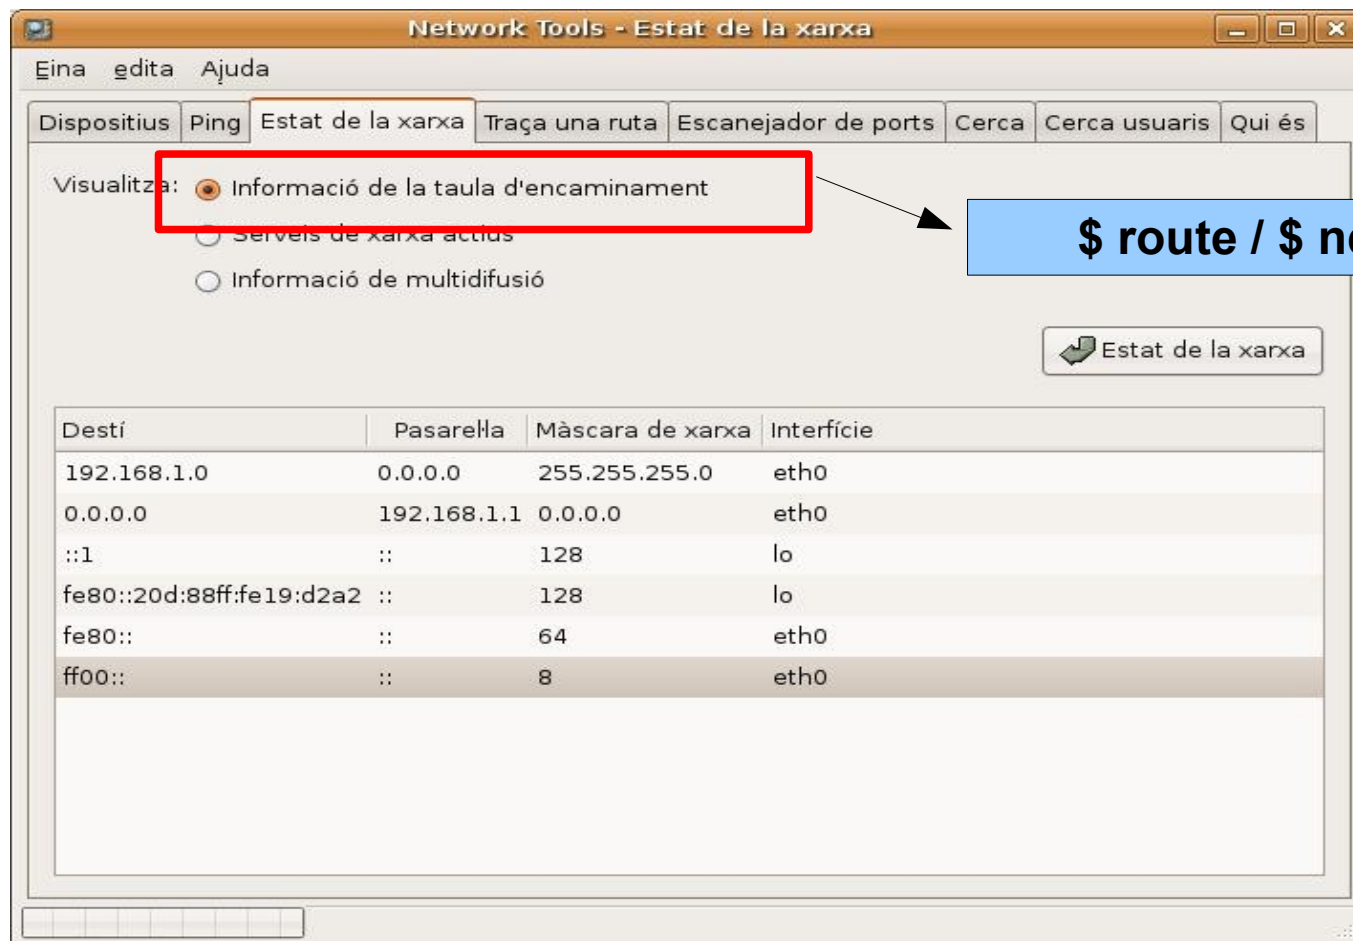 Network Tools - Estat de la xarxa
Eina edita Ajuda
Dispositius Ping Estat de la xarxa Traça una ruta Escanejador de ports Cerca Cerca usuaris Qui és
Visualitza: Informació de la taula d'encaminament
Serveis de xarxa actius
$ route / $
Informació de multidifusió
Estat de la xarxa
Destí Pasarel·la Màscara de xarxa Interfície
192.168.1.0 0.0.0.0 255.255.255.0 eth0
0.0.0.0 192.168.1.1 0.0.0.0 eth0
::1 :: 128 lo
fe80::20d:88ff:fe19:d2a2 :: 128 lo
fe80:: :: 64 eth0
ff00:: :: 8 eth0